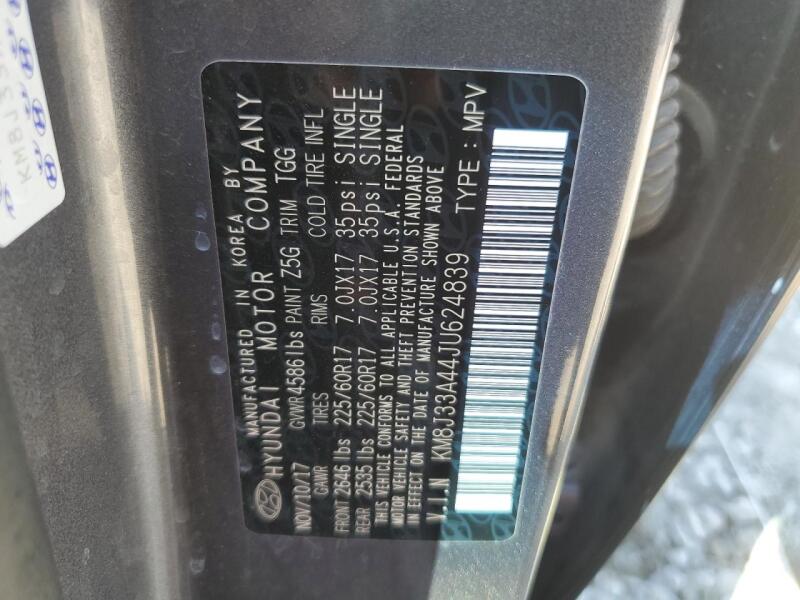 MANUFACTURED IN KOREA BY
HYUNDAI MOTOR COMPANY
NOV/10/17 GVWR 4586 lbs PAINT Z5G TRIM TGG
GAWR TIRES RIMS COLD TIRE INFL
FRONT 2646 lbs 225/60R17 7.0JX17 35psi SINGLE
REAR 2535 lbs 225/60R17 7.0JX17 35psi SINGLE
THIS VEHICLE CONFORMS TO ALL APPLICABLE U.S.A. FEDERAL
MOTOR VEHICLE SAFETY AND THEFT PREVENTION STANDARDS
IN EFFECT ON THE DATE OF MANUFACTURE SHOWN ABOVE
V.I.N KM8J33A44JU624839 TYPE : MPV